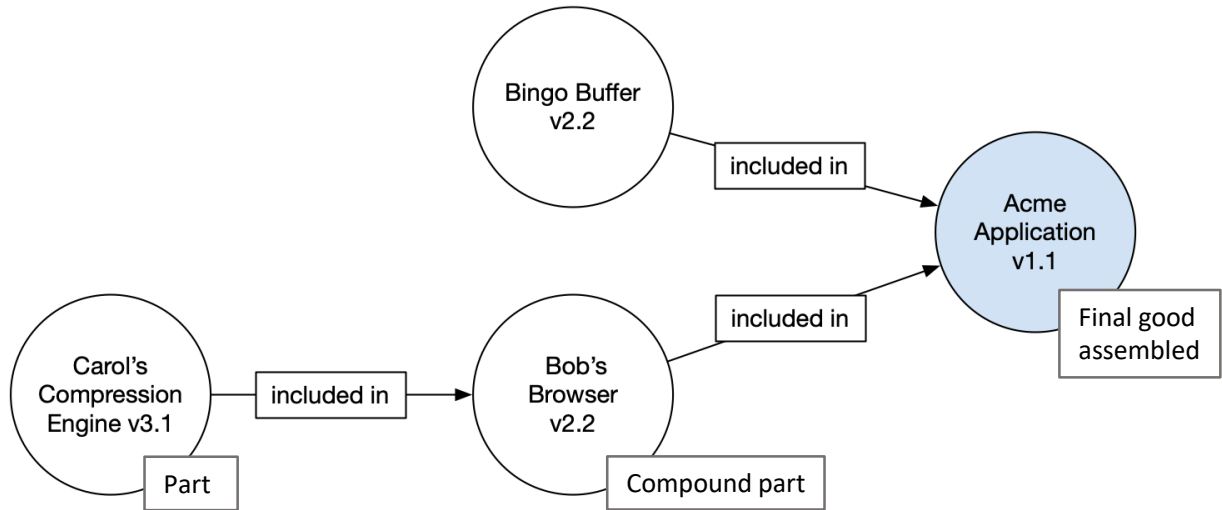 Bingo Buffer
v2.2
included in
Acme
Application
v1.1
Final good
assembled
included in
Carol’s
Compression
Engine v3.1
Part
included in
Bob’s
Browser
v2.2
Compound part